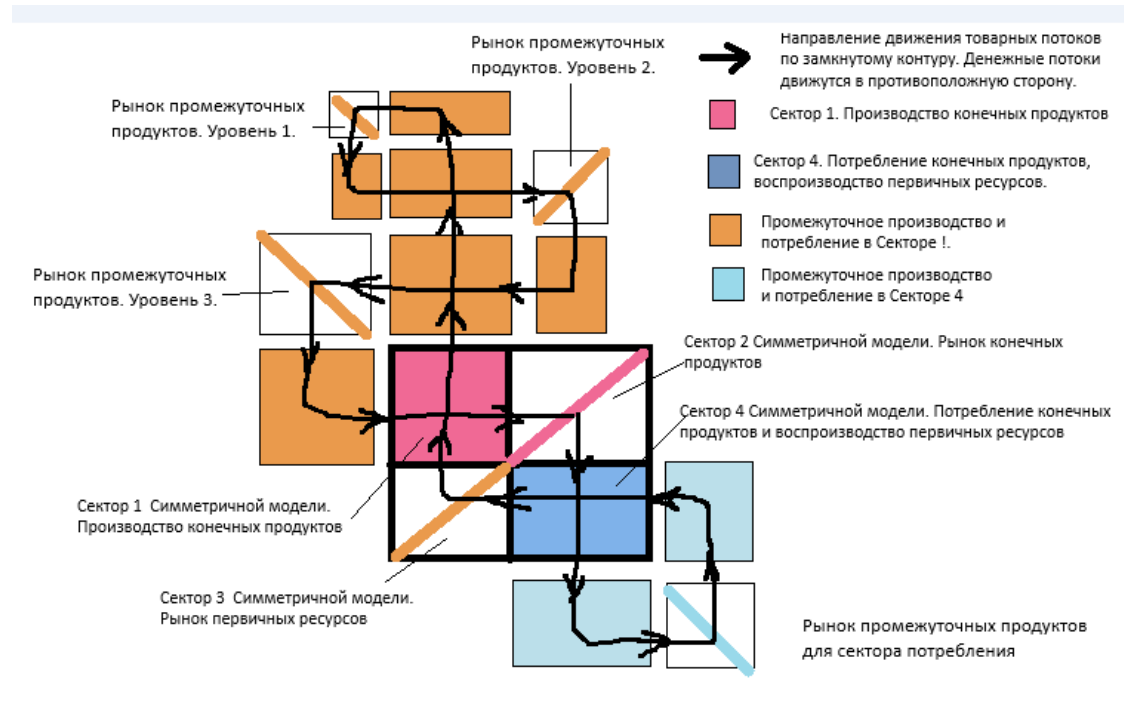 Рынок промежуточных
продуктов. Уровень 2.
Направление движения товарных потоков
по замкнутому контуру. Денежные потоки
движутся в противоположную сторону.
Рынок промежуточных
продуктов. Уровень 1.
Сектор 1. Производство конечных продуктов
Сектор 4. Потребление конечных продуктов,
воспроизводство первичных ресурсов.
Промежуточное производство и
потребление в Секторе !.
Рынок промежуточных
продуктов. Уровень 3.
Промежуточное производство
и потребление в Секторе 4
Сектор 2 Симметричной модели. Рынок конечных
продуктов
Сектор 4 Симметричной модели. Потребление конечных
продуктов и воспроизводство первичных ресурсов
Сектор 1 Симметричной модели.
Производство конечных продуктов
Сектор 3 Симметричной модели.
Рынок первичных ресурсов
Рынок промежуточных продуктов
для сектора потребления